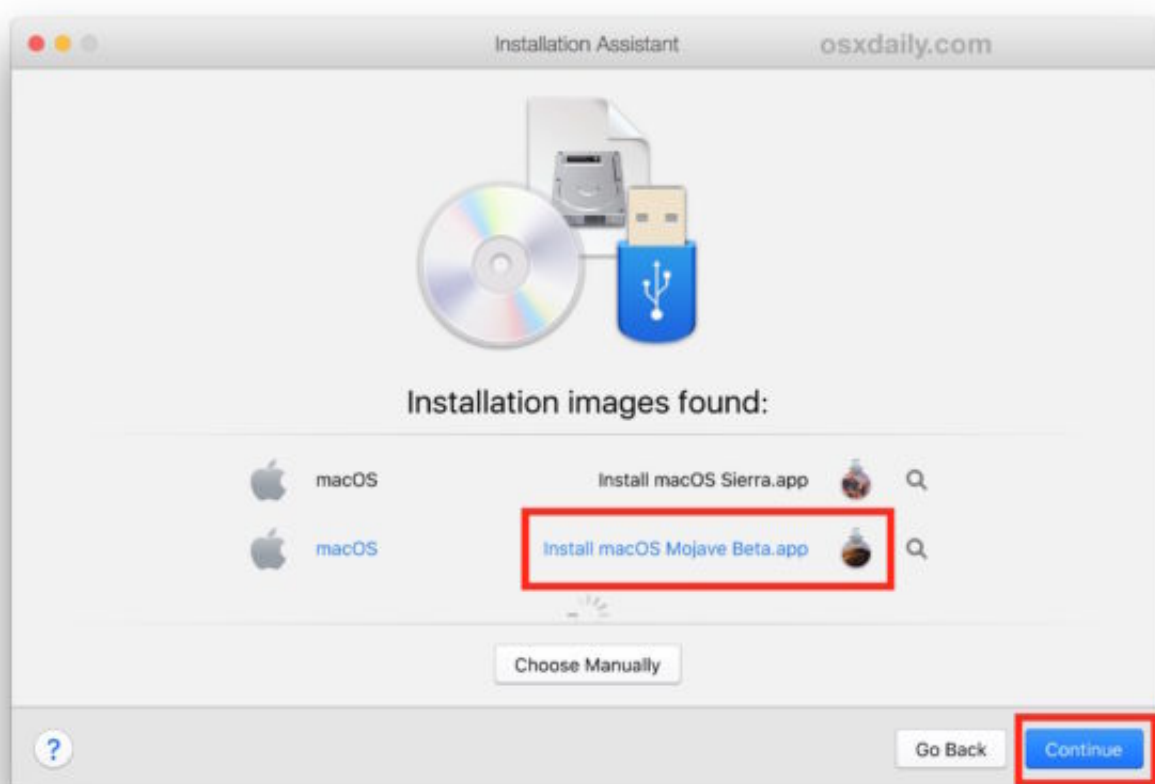 Installation Assistant osxdaily.com
Installation images found:
macOS Install macOS Sierra.app
macOS Install macOS Mojave Beta.app
Choose Manually
? Go Back Continue